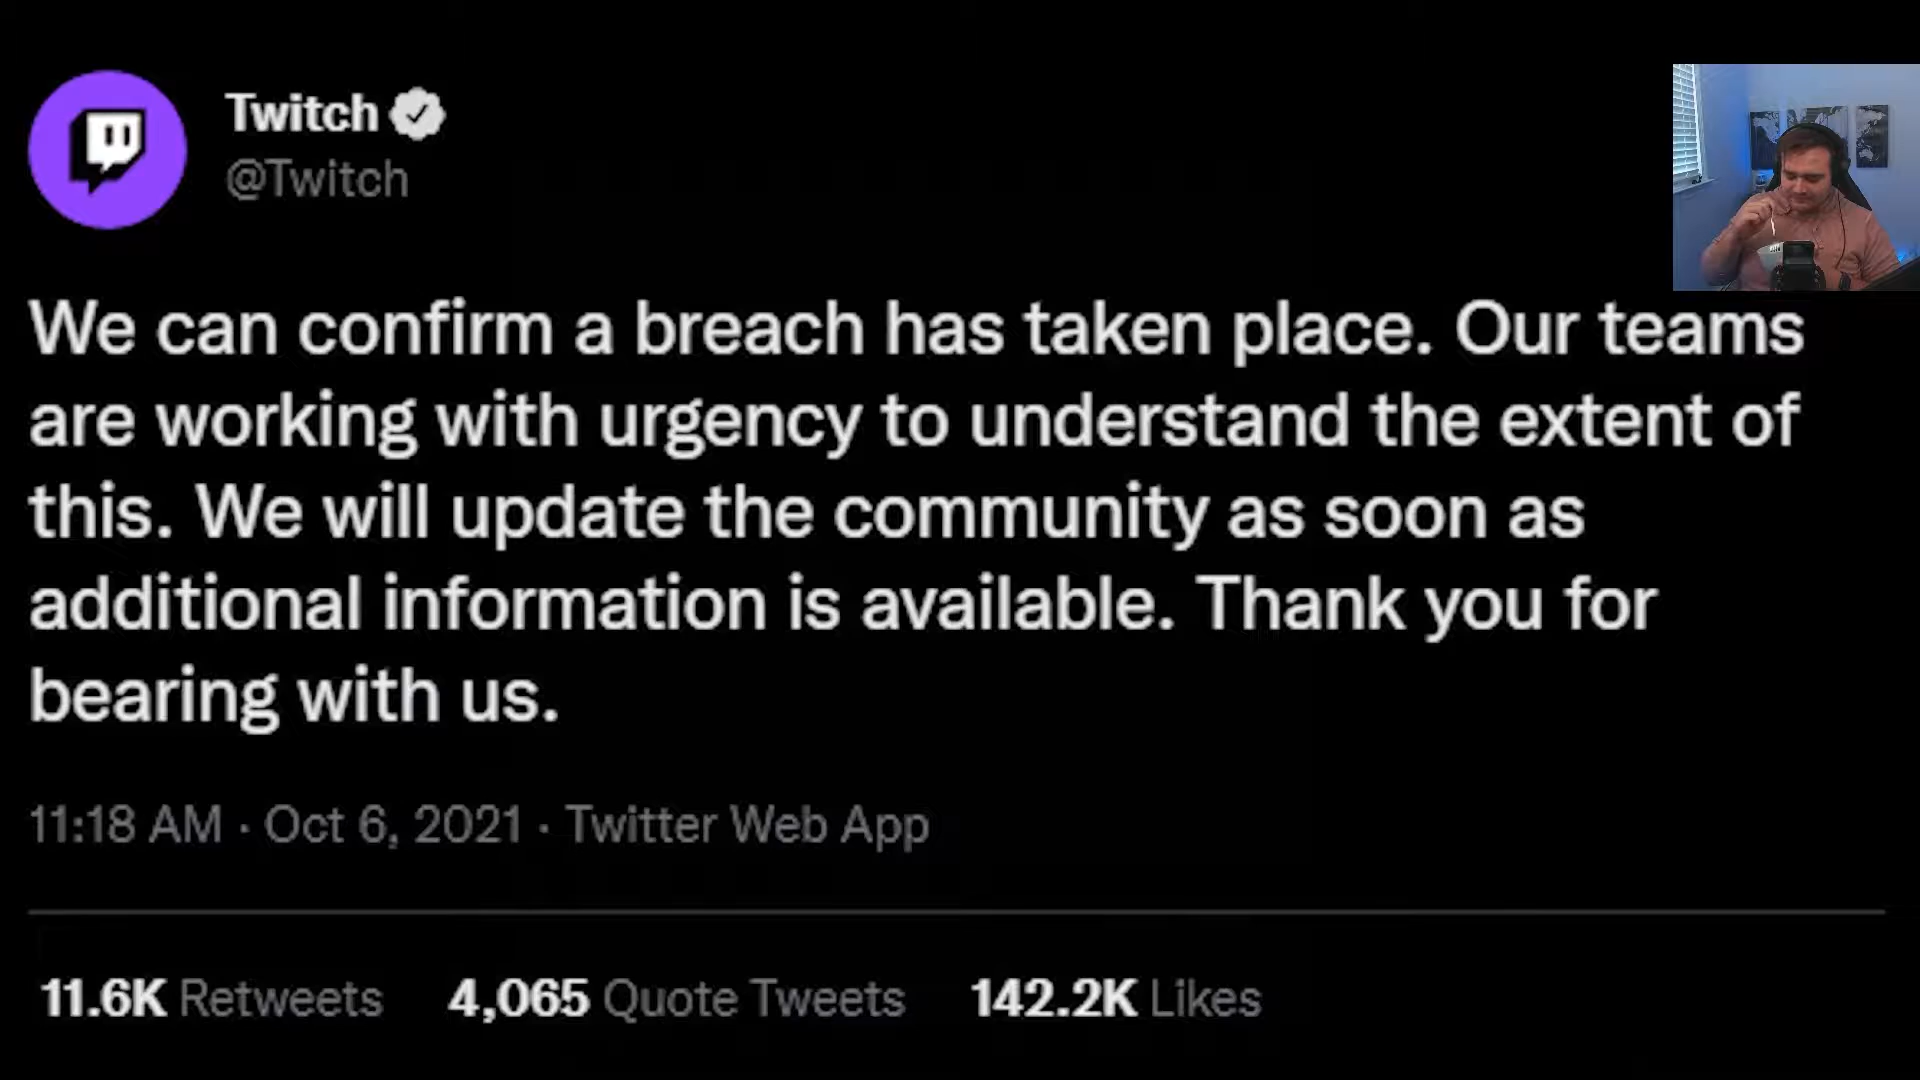 Twitch
@Twitch
We can confirm a breach has taken place. Our teams
are working with urgency to understand the extent of
this. We will update the community as soon as
additional information is available. Thank you for
bearing with us.
11:18 AM · Oct 6, 2021 · Twitter Web App
11.6K Retweets 4,065 Quote Tweets 142.2K Likes